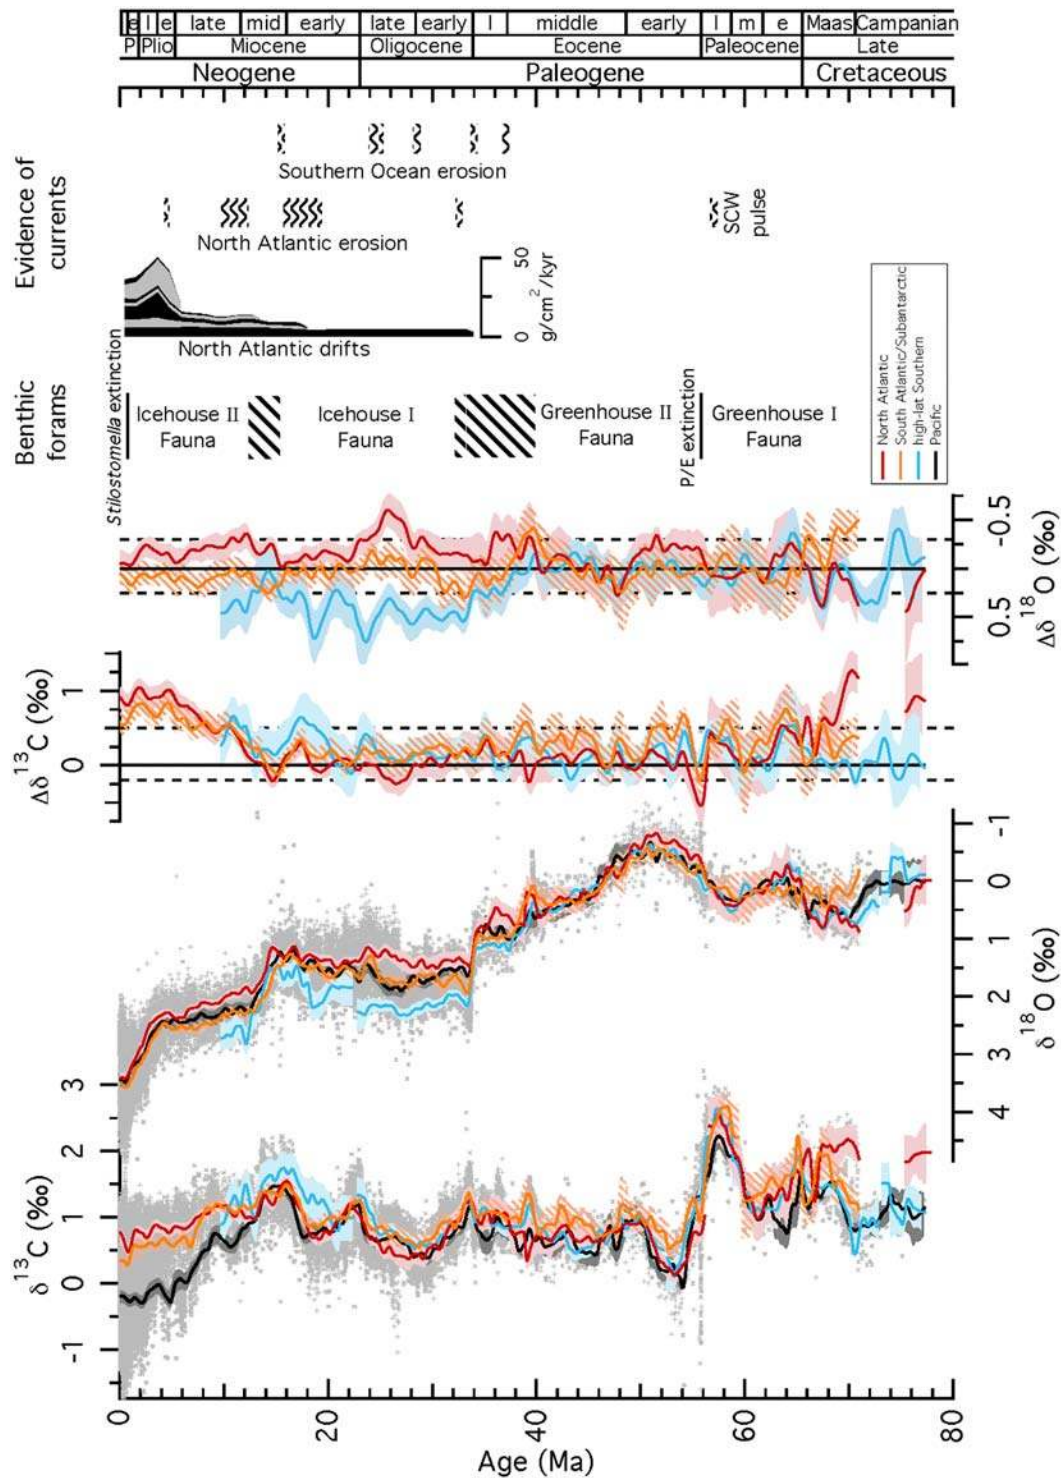 e l e late mid early late early l middle early l m e Maas Campanian
P Plio Miocene Oligocene Eocene Paleocene Late
Neogene Paleogene Cretaceous
Evidence of
currents
Southern Ocean erosion
North Atlantic erosion
SCW
pulse
50
0
g/cm²/kyr
North Atlantic drifts
Benthic
forams
Stilostomella extinction
Icehouse II
Fauna
Icehouse I
Fauna
Greenhouse II
Fauna
P/E extinction
Greenhouse I
Fauna
North Atlantic
South Atlantic/Subantarctic
high-lat Southern
Pacific
-0.5
0.5
Δδ¹⁸O (‰)
Δδ¹³C (‰)
1
0
-1
0
1
2
3
4
δ¹⁸O (‰)
δ¹³C (‰)
3
2
1
0
-1
0 20 40 60 80
Age (Ma)